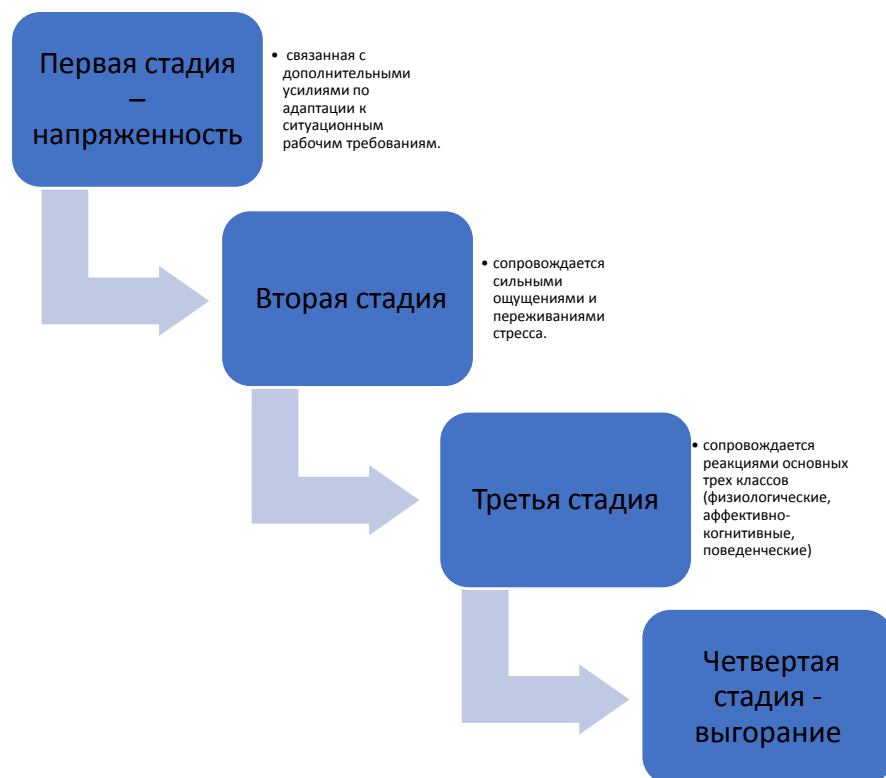 Первая стадия
–
напряженность
• связанная с
дополнительными
усилиями по
адаптации к
ситуационным
рабочим требованиям.
Вторая стадия
• сопровождается
сильными
ощущениями и
переживаниями
стресса.
Третья стадия
• сопровождается
реакциями основных
трех классов
(физиологические,
аффективно-
когнитивные,
поведенческие)
Четвертая
стадия -
выгорание